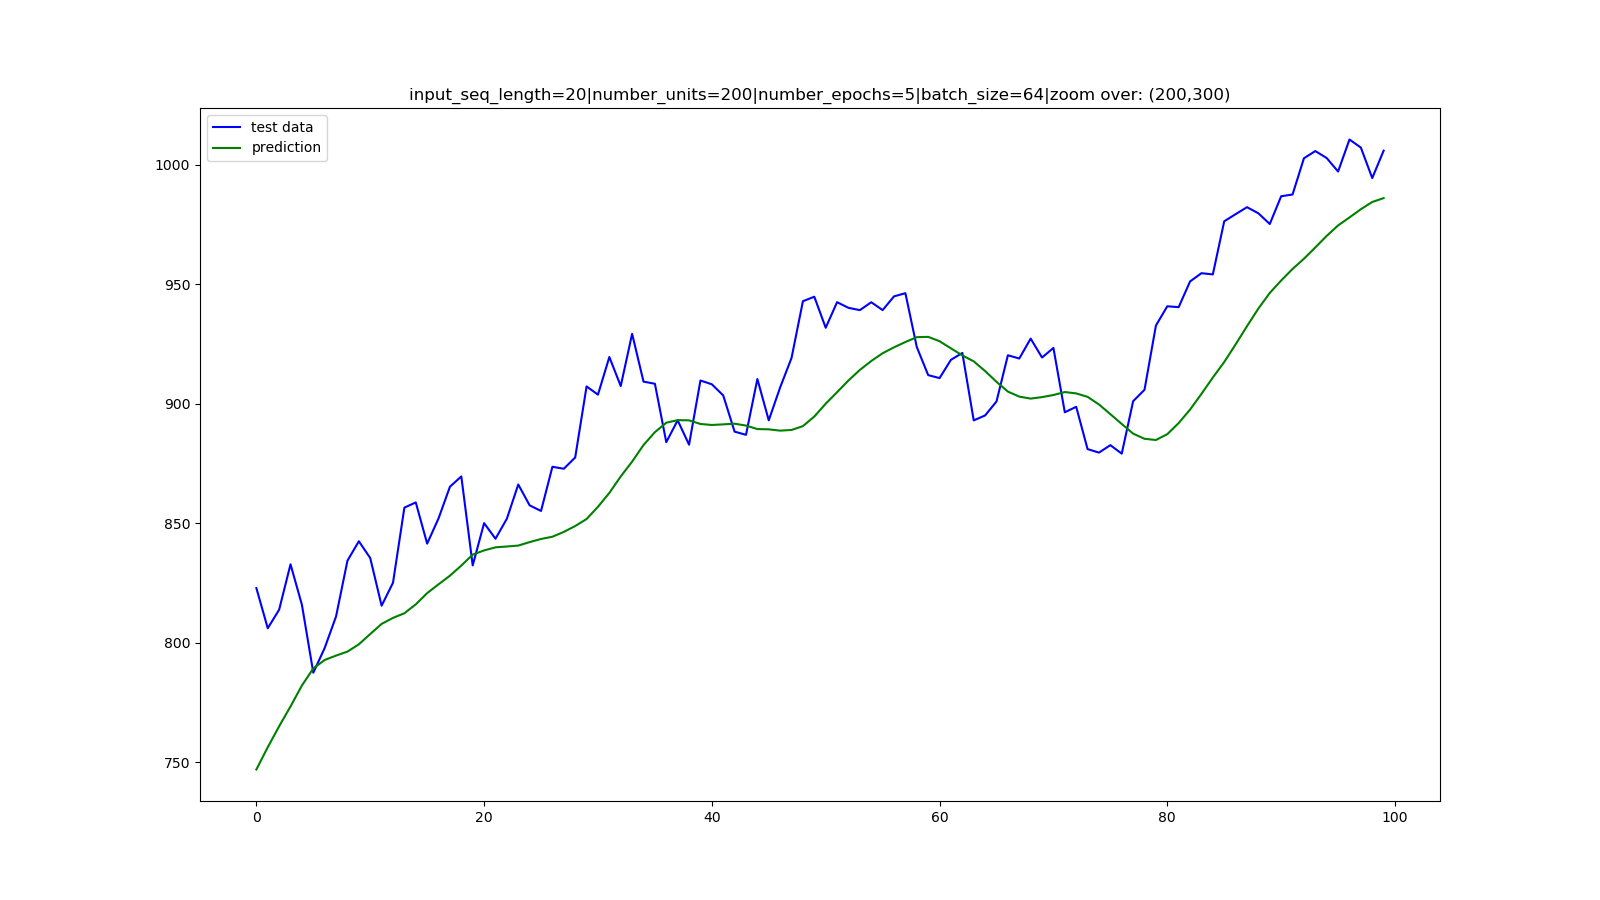 input_seq_length=20|number_units=200|number_epochs=5|batch_size=64|zoom over: (200,300)
test data
prediction
1000
950
900
850
800
750
0 20 40 60 80 100